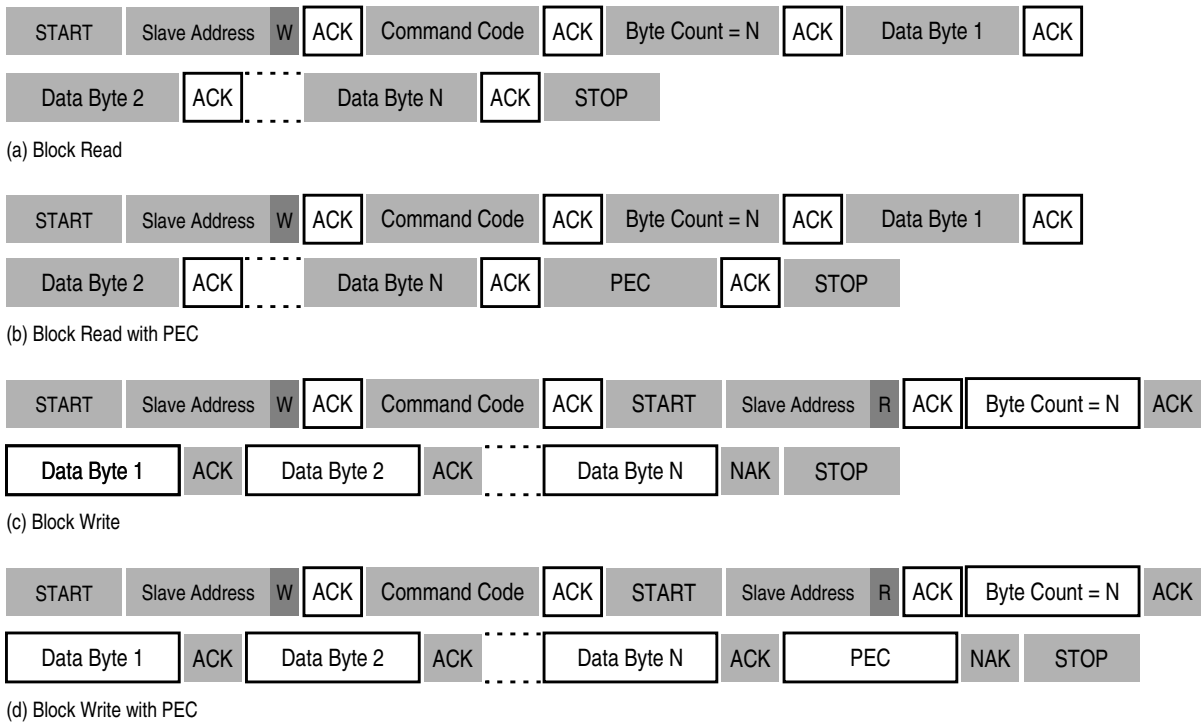 START Slave Address W ACK Command Code ACK Byte Count = N ACK Data Byte 1 ACK
Data Byte 2 ACK Data Byte N ACK STOP
(a) Block Read
START Slave Address W ACK Command Code ACK Byte Count = N ACK Data Byte 1 ACK
Data Byte 2 ACK Data Byte N ACK PEC ACK STOP
(b) Block Read with PEC
START Slave Address W ACK Command Code ACK START Slave Address R ACK Byte Count = N ACK
Data Byte 1 ACK Data Byte 2 ACK Data Byte N NAK STOP
(c) Block Write
START Slave Address W ACK Command Code ACK START Slave Address R ACK Byte Count = N ACK
Data Byte 1 ACK Data Byte 2 ACK Data Byte N ACK PEC NAK STOP
(d) Block Write with PEC